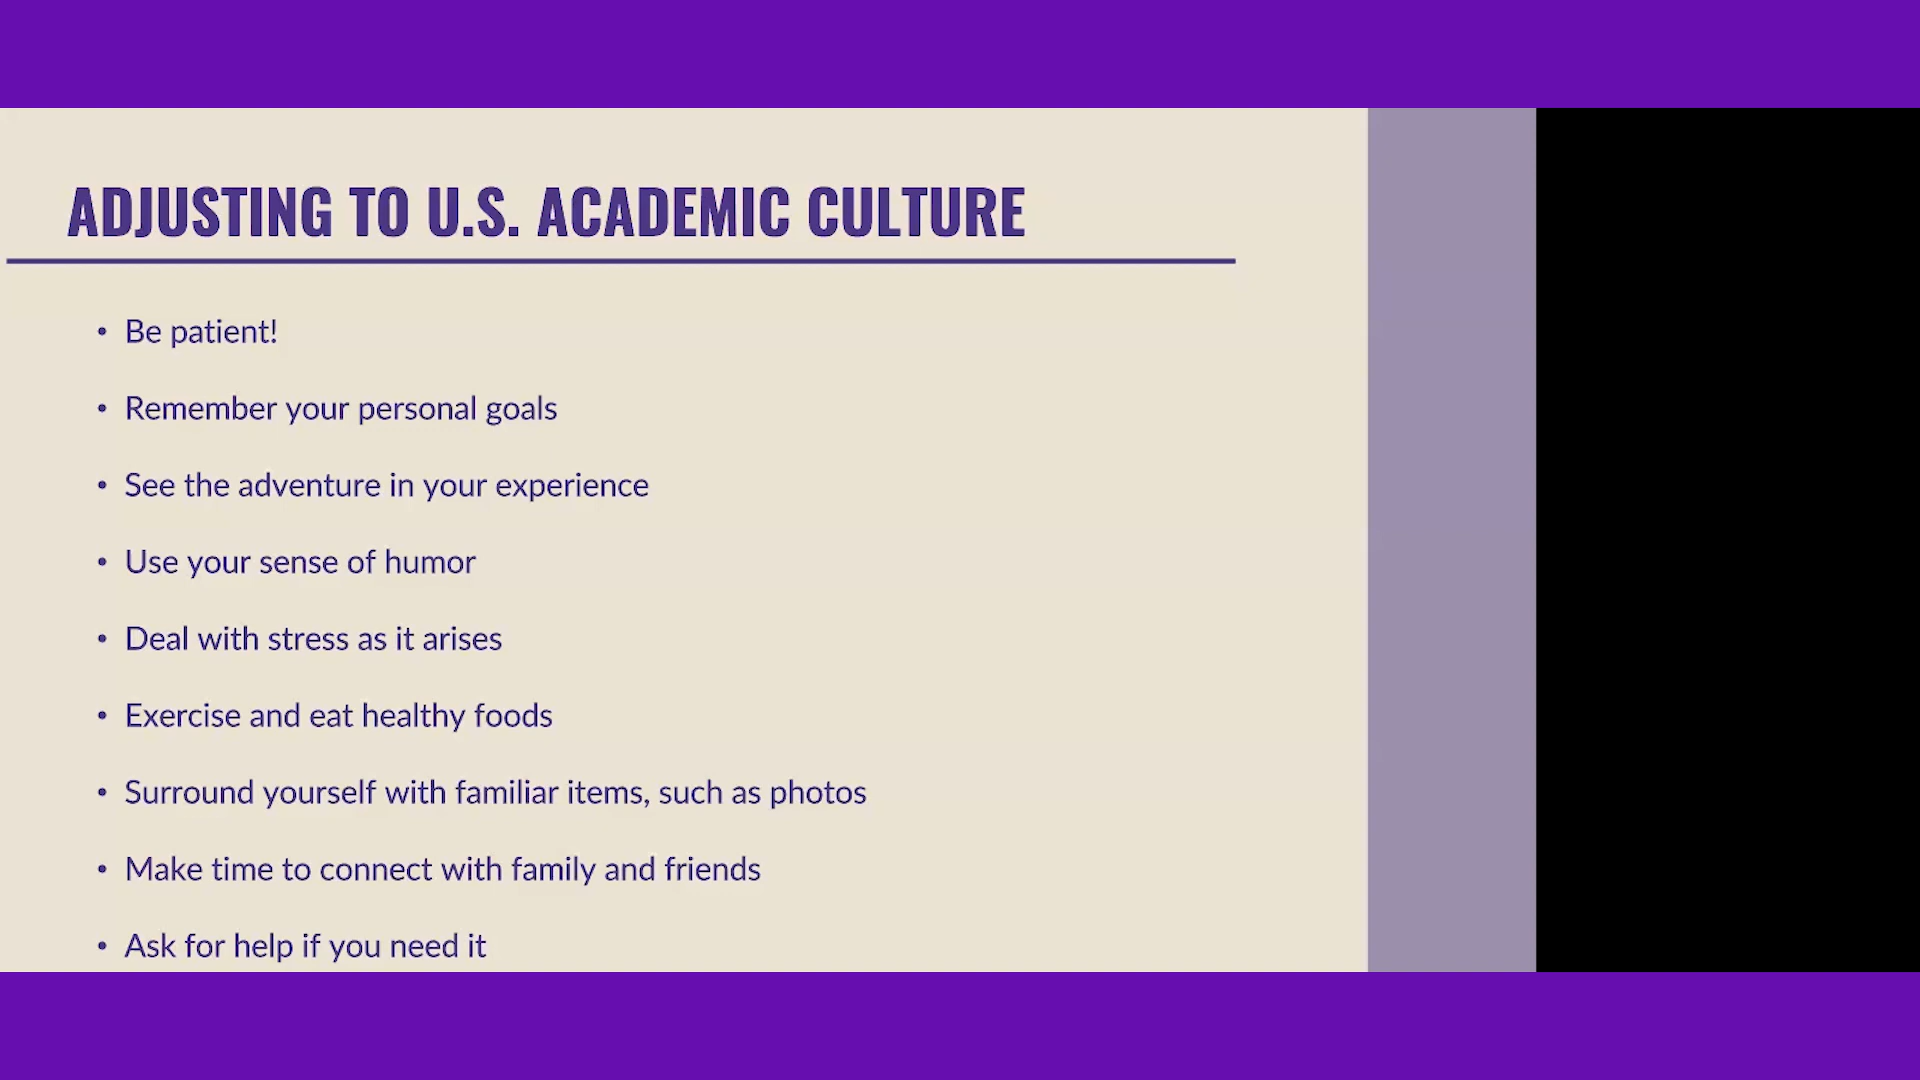 ADJUSTING TO U.S. ACADEMIC CULTURE
• Be patient!
• Remember your personal goals
• See the adventure in your experience
• Use your sense of humor
• Deal with stress as it arises
• Exercise and eat healthy foods
• Surround yourself with familiar items, such as photos
• Make time to connect with family and friends
• Ask for help if you need it